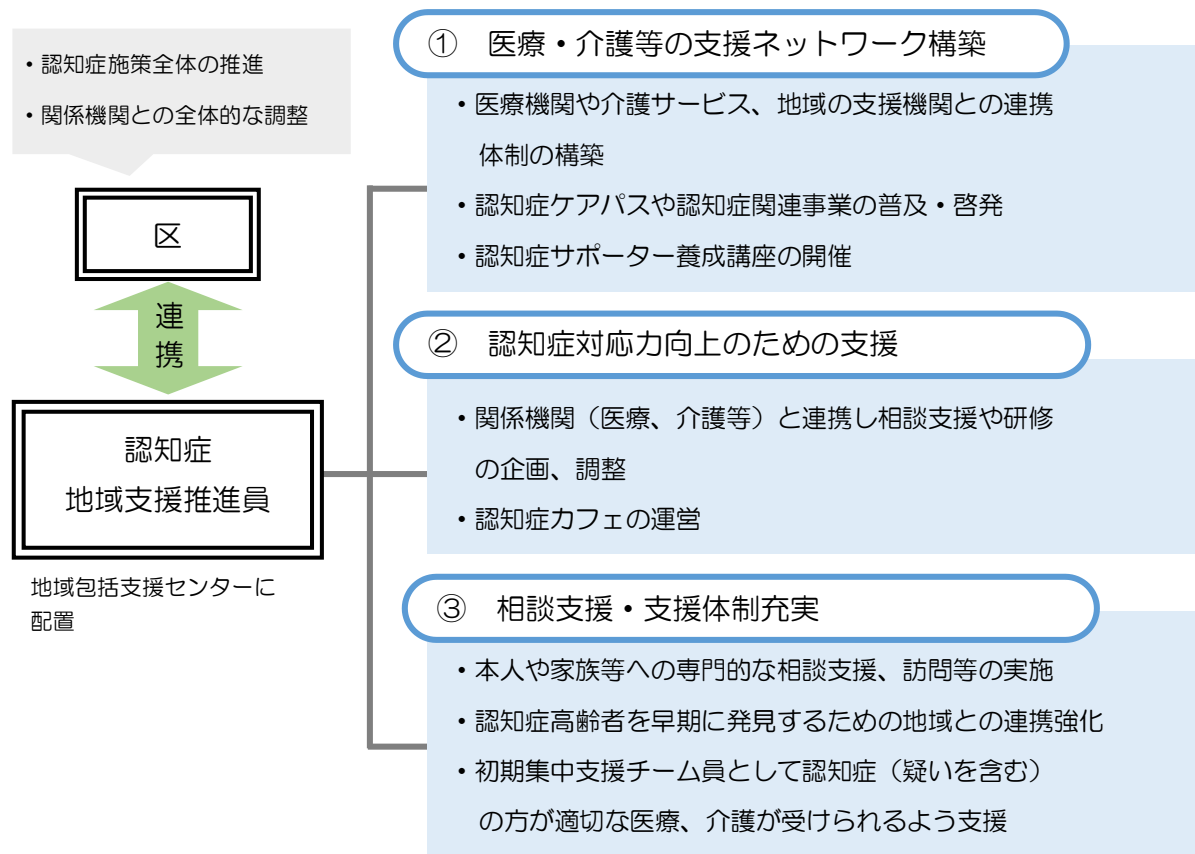 ・認知症施策全体の推進
・関係機関との全体的な調整
区
連
携
認知症
地域支援推進員
地域包括支援センターに
配置
① 医療・介護等の支援ネットワーク構築
・医療機関や介護サービス、地域の支援機関との連携
体制の構築
・認知症ケアパスや認知症関連事業の普及・啓発
・認知症サポーター養成講座の開催
② 認知症対応力向上のための支援
・関係機関（医療、介護等）と連携し相談支援や研修
の企画、調整
・認知症カフェの運営
③ 相談支援・支援体制充実
・本人や家族等への専門的な相談支援、訪問等の実施
・認知症高齢者を早期に発見するための地域との連携強化
・初期集中支援チーム員として認知症（疑いを含む）
の方が適切な医療、介護が受けられるよう支援